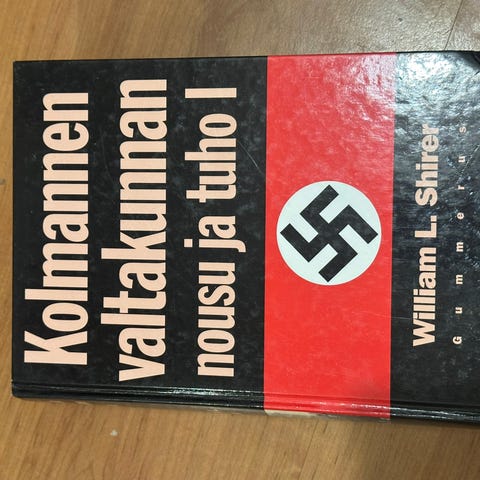 Kolmannen
valtakunnan
nousu ja tuho I
William L. Shirer
Gummerus